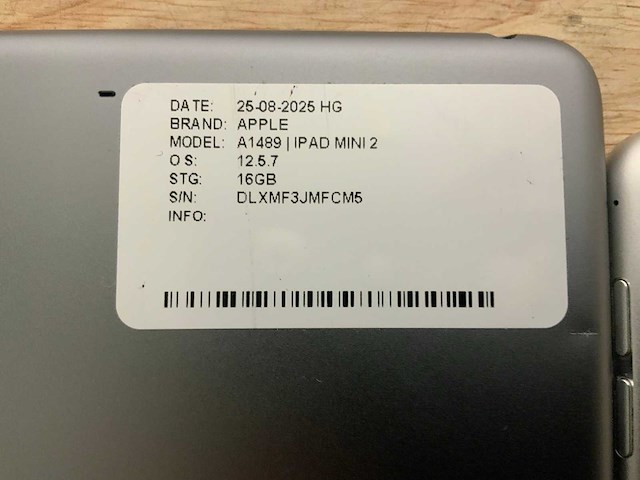 DATE: 25-08-2025 HG
BRAND: APPLE
MODEL: A1489 | IPAD MINI 2
OS: 12.5.7
STG: 16GB
S/N: DLXMF3JMFCM5
INFO: